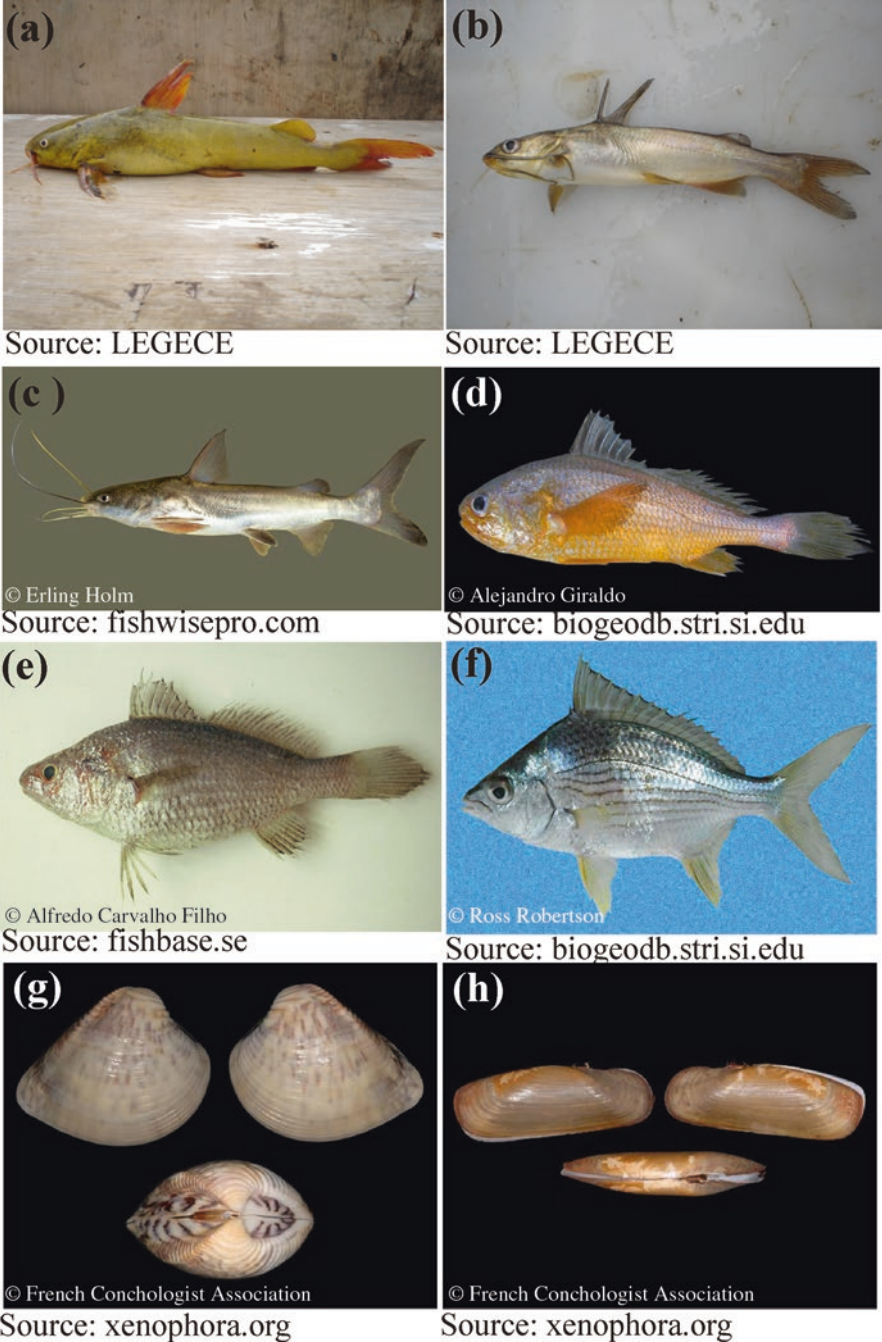 (a)
(b)
Source: LEGECE
Source: LEGECE
(c )
(d)
© Erling Holm
© Alejandro Giraldo
Source: fishwisepro.com
Source: biogeodb.stri.si.edu
(e)
(f)
© Alfredo Carvalho Filho
© Ross Robertson
Source: fishbase.se
Source: biogeodb.stri.si.edu
(g)
(h)
© French Conchologist Association
© French Conchologist Association
Source: xenophora.org
Source: xenophora.org